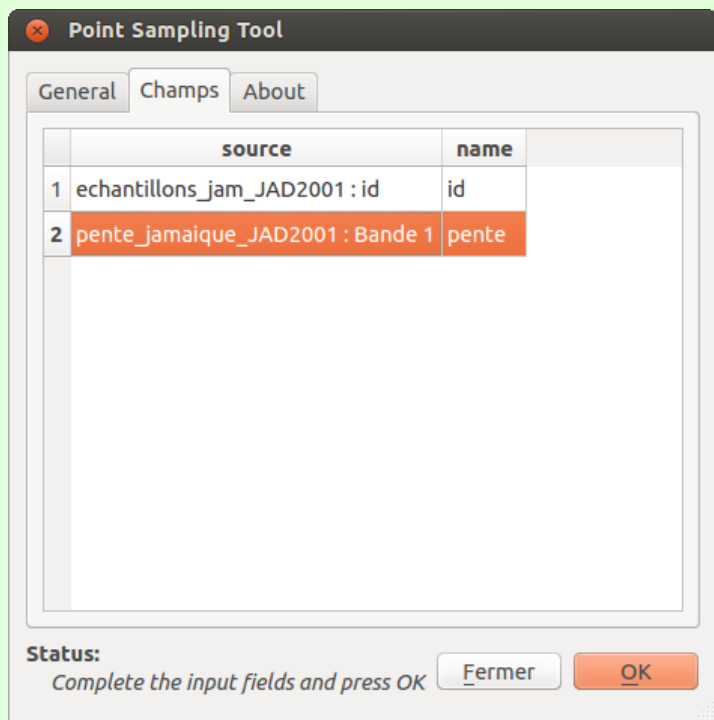 Point Sampling Tool
General Champs About
source name
1 echantillons_jam_JAD2001 : id id
2 pente_jamaique_JAD2001 : Bande 1 pente
Status:
Complete the input fields and press OK
Fermer OK